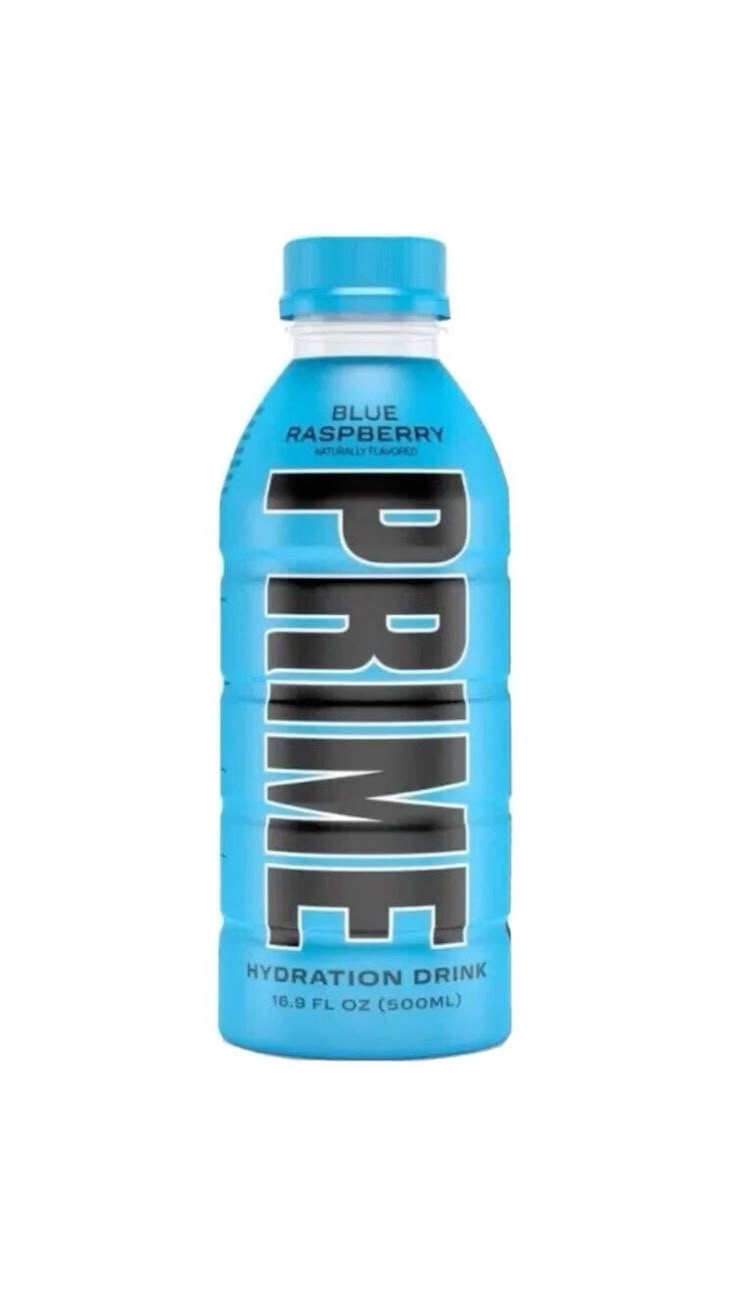 BLUE
RASPBERRY
NATURALLY FLAVORED
PRIME
HYDRATION DRINK
16.9 FL OZ (500ML)